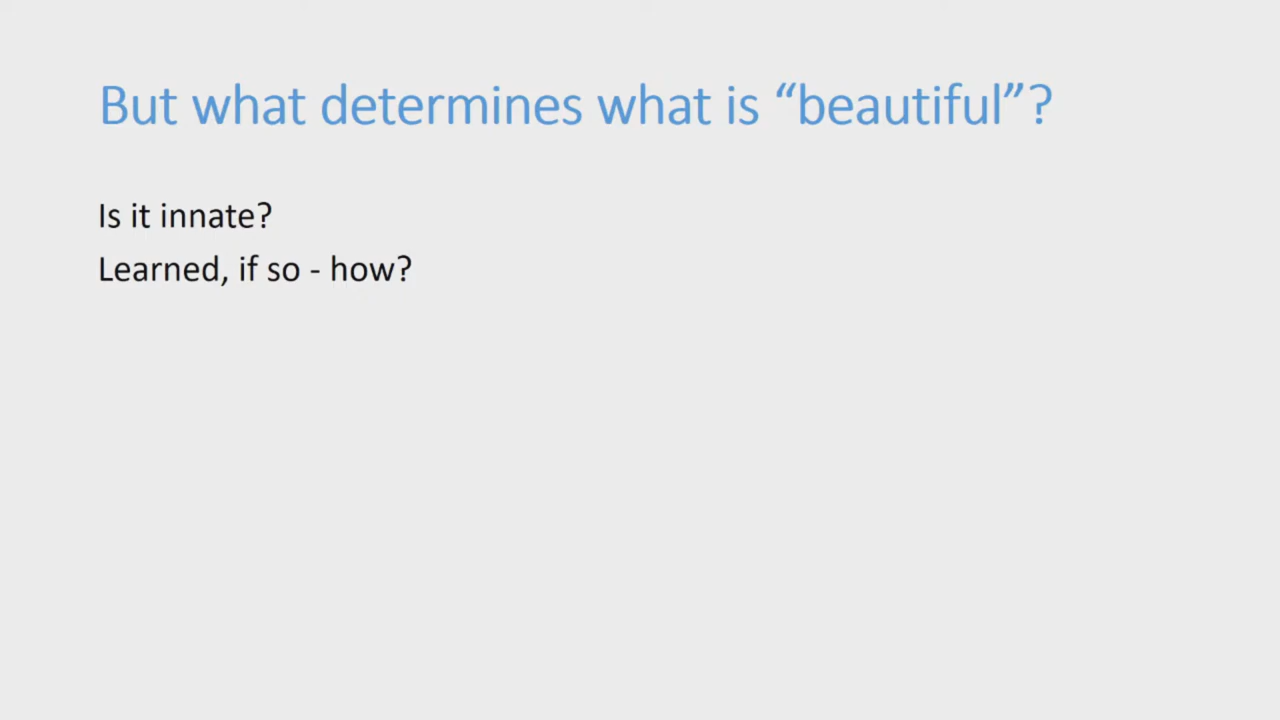 But what determines what is “beautiful”?
Is it innate?
Learned, if so - how?